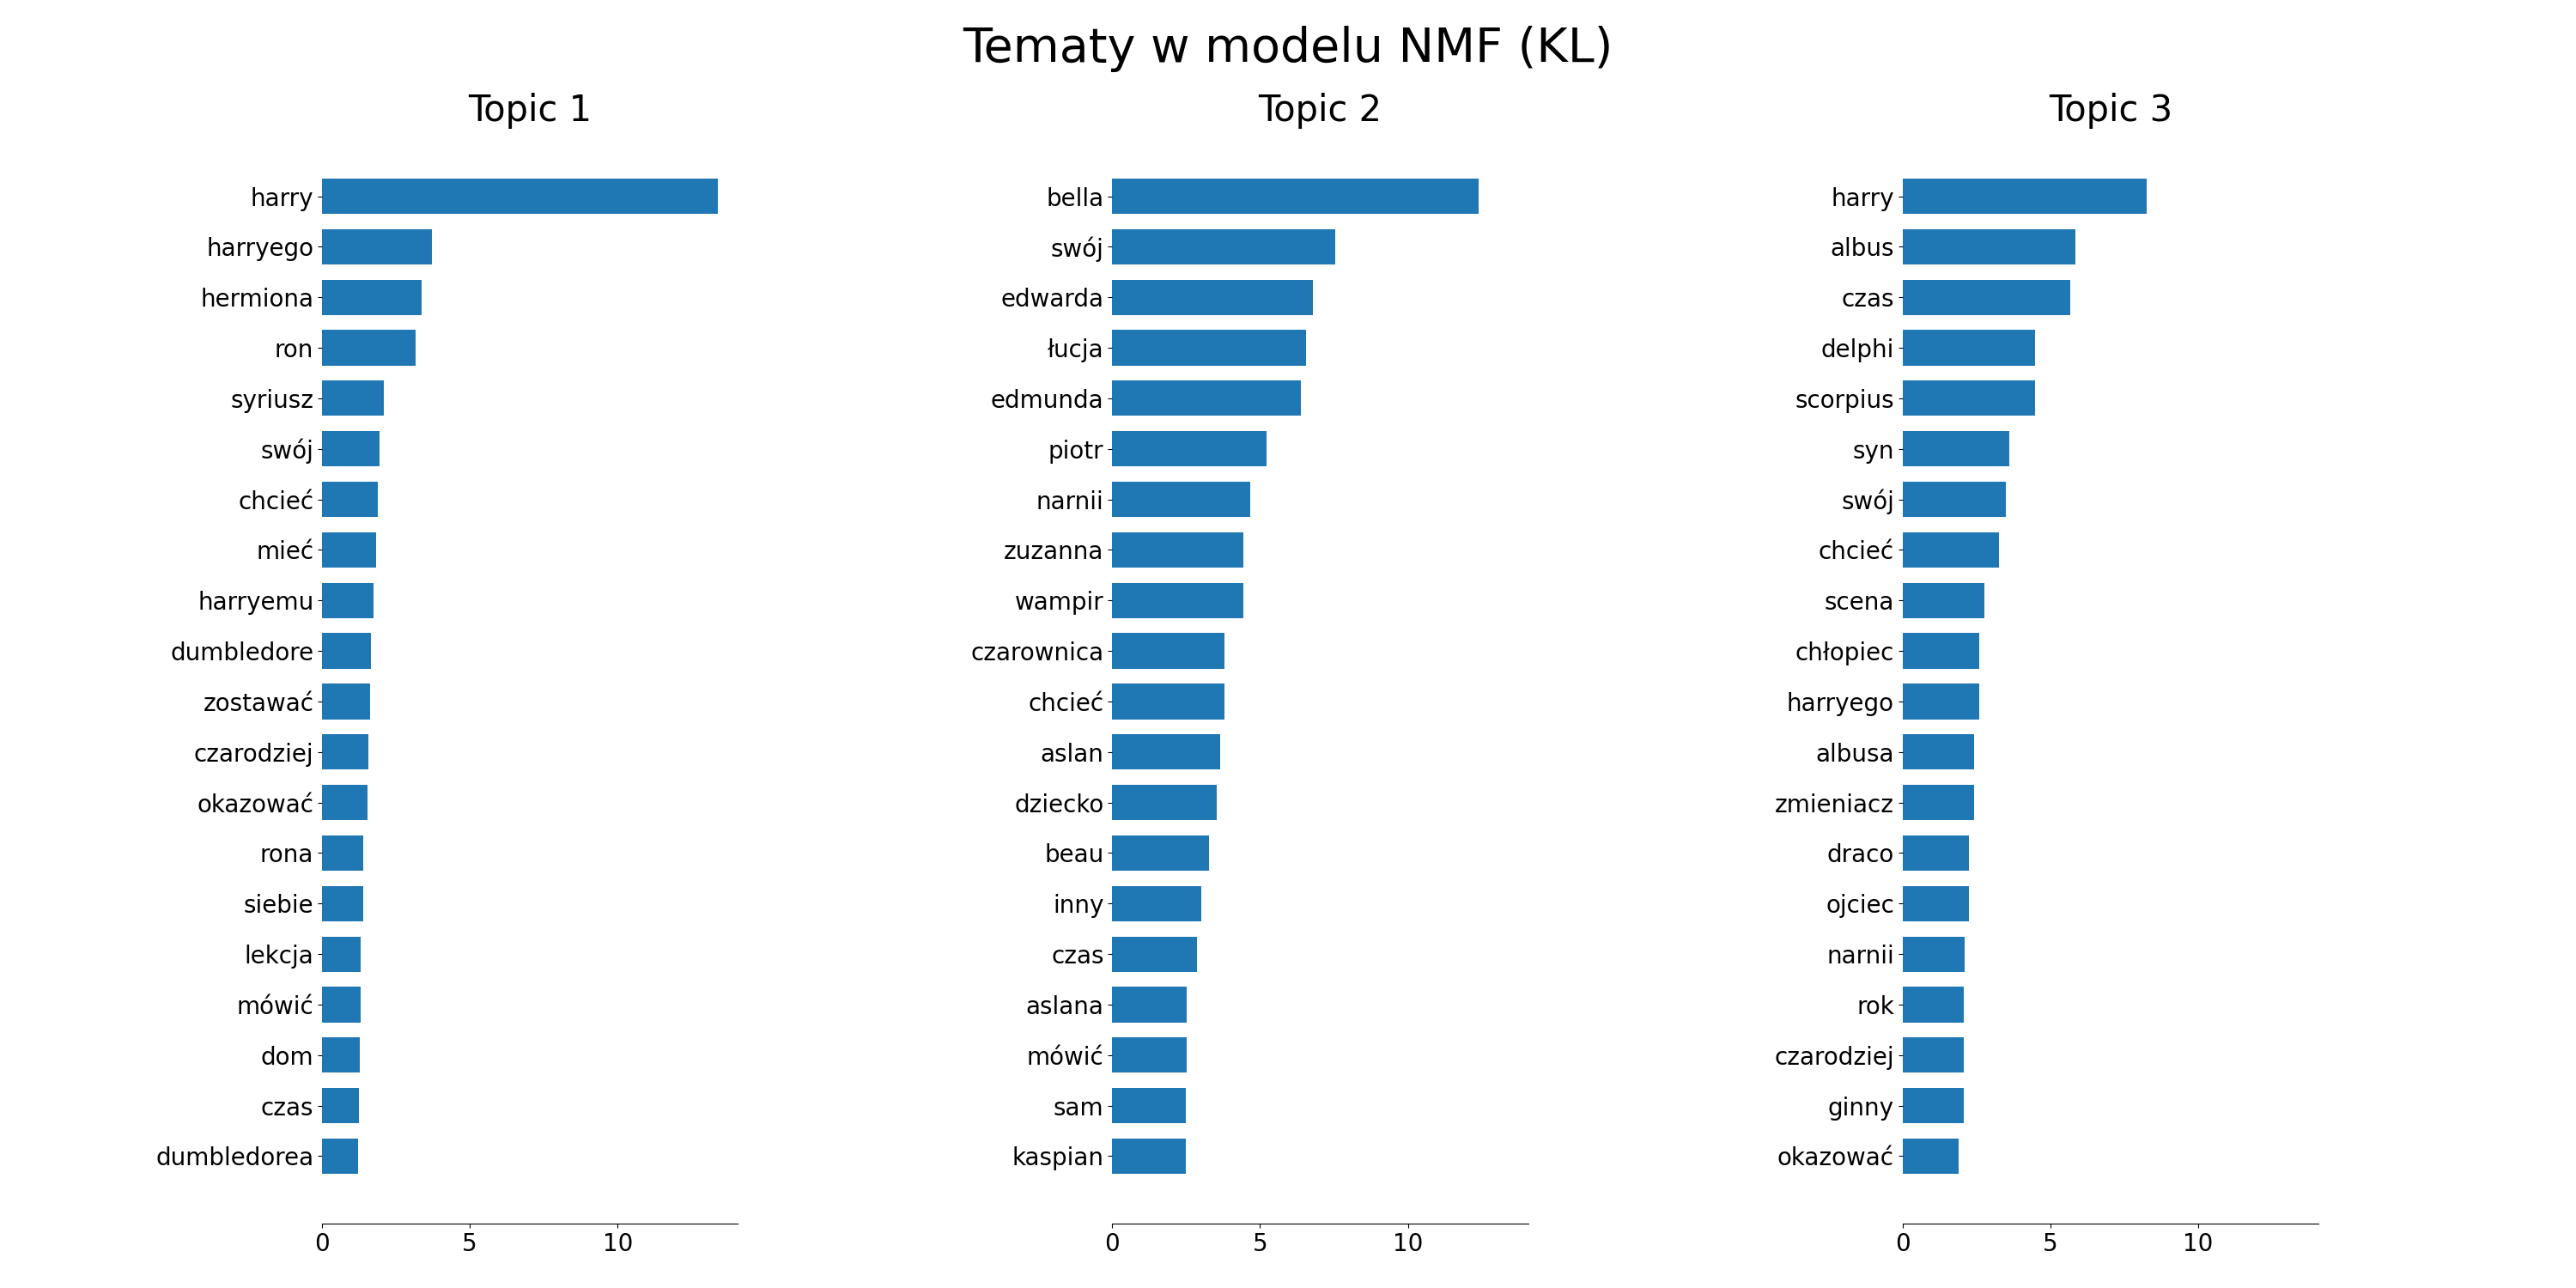 Tematy w modelu NMF (KL)
Topic 1
harry
harryego
hermiona
ron
syriusz
swój
chcieć
mieć
harryemu
dumbledore
zostawać
czarodziej
okazować
rona
siebie
lekcja
mówić
dom
czas
dumbledorea
0 5 10
Topic 2
bella
swój
edwarda
łucja
edmunda
piotr
narnii
zuzanna
wampir
czarownica
chcieć
aslan
dziecko
beau
inny
czas
aslana
mówić
sam
kaspian
0 5 10
Topic 3
harry
albus
czas
delphi
scorpius
syn
swój
chcieć
scena
chłopiec
harryego
albusa
zmieniacz
draco
ojciec
narnii
rok
czarodziej
ginny
okazować
0 5 10